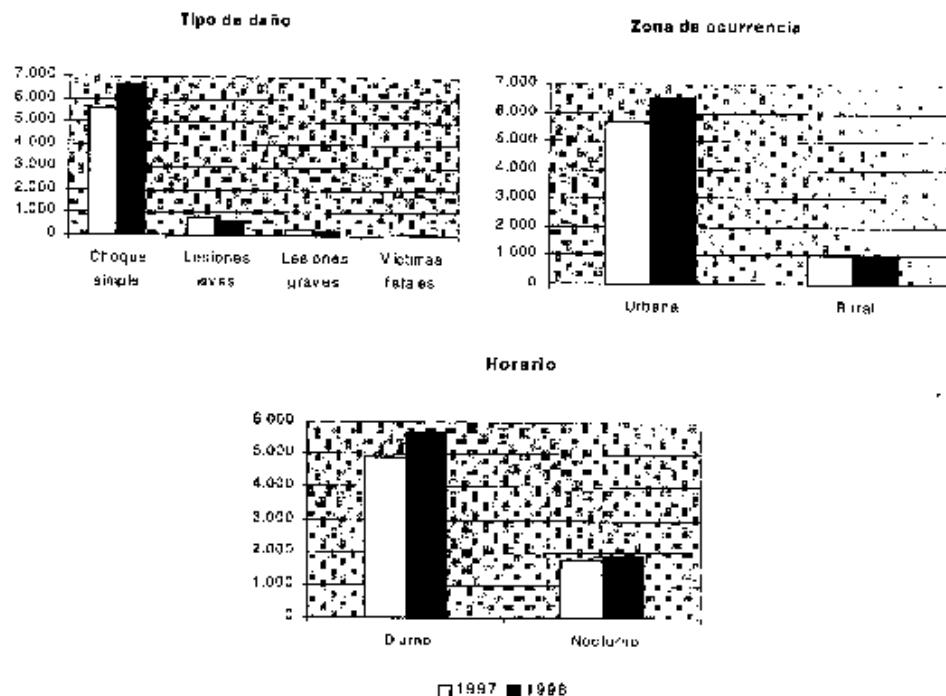 Tipo de daño
7.000
6.000
5.000
4.000
3.000
2.000
1.000
0
Choque simple
Lesiones leves
Lesiones graves
Víctimas fatales
Zona de ocurrencia
7.000
6.000
5.000
4.000
3.000
2.000
1 000
0
Urbana
Rural
Horario
6.000
5.000
4.000
3.000
2.000
1.000
0
Diurno
Nocturno
1997
1998